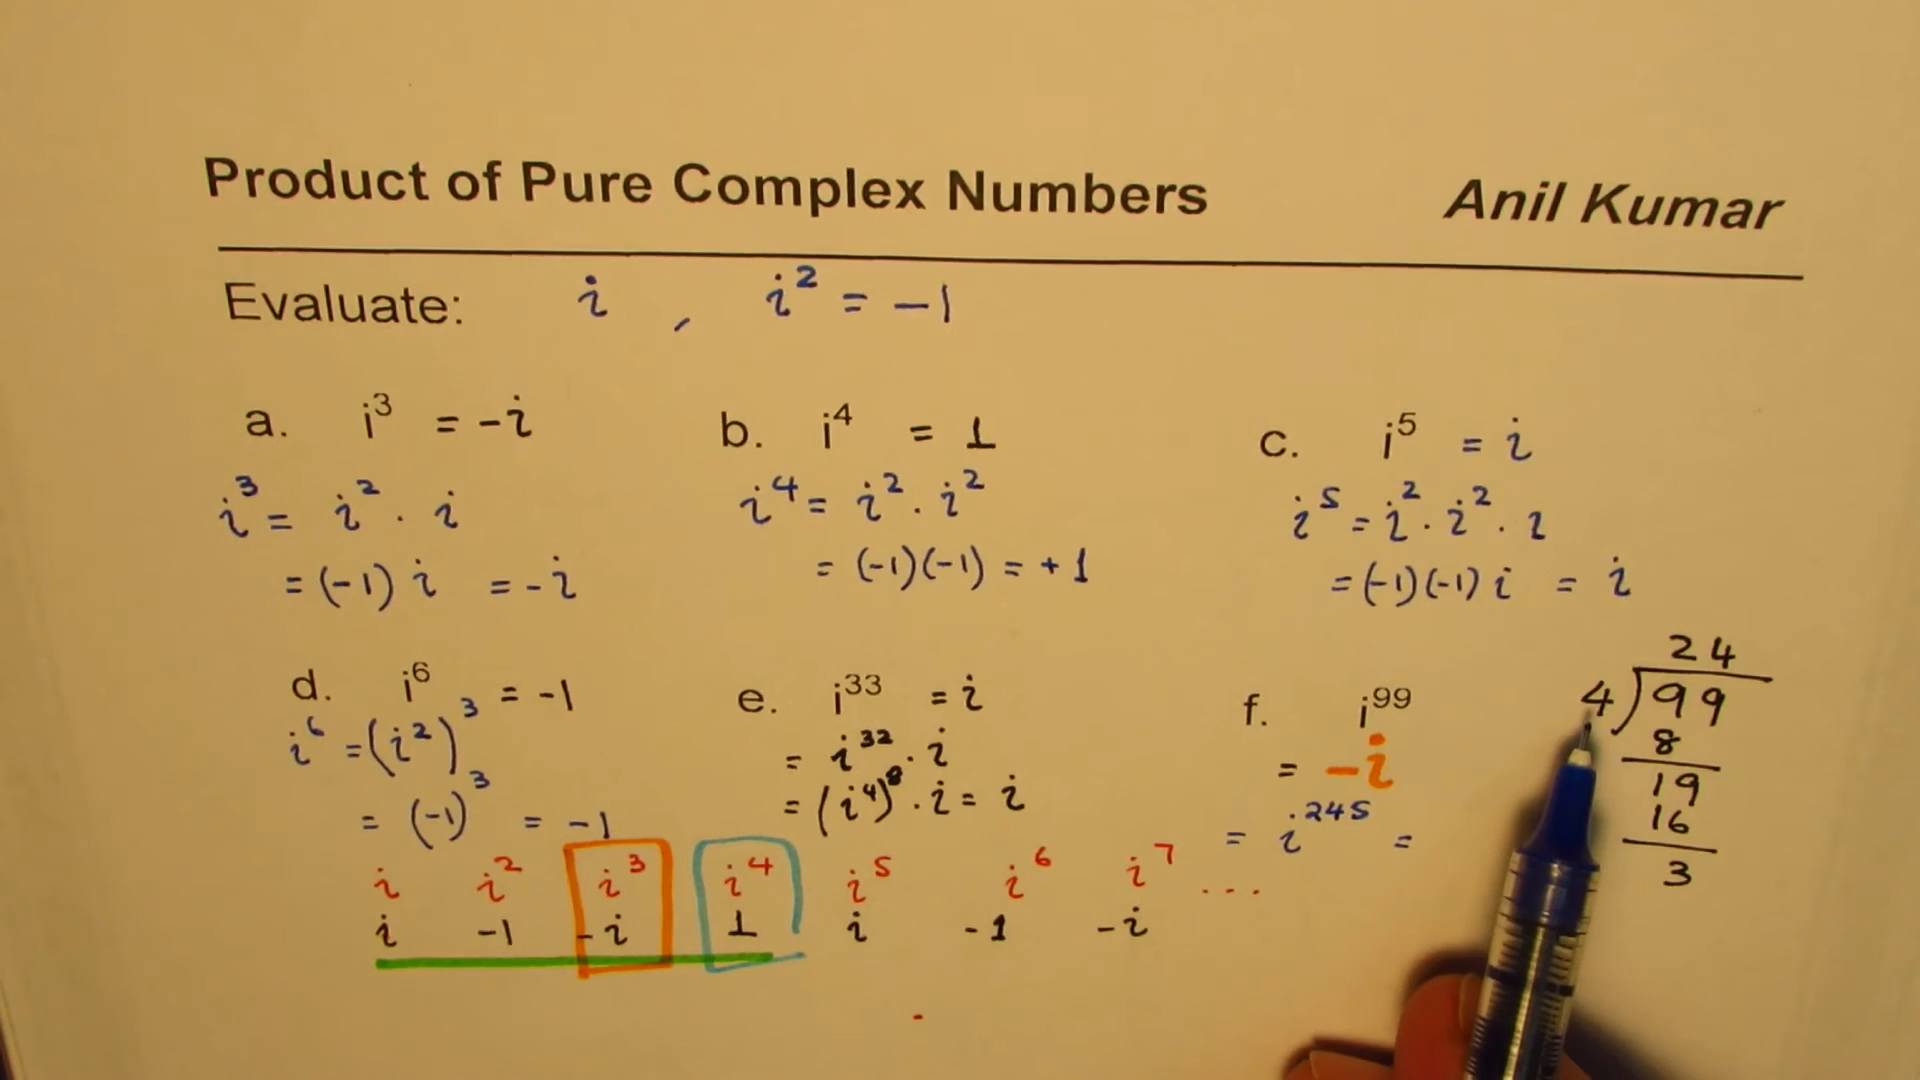 Product of Pure Complex Numbers Anil Kumar
Evaluate: i , i² = -1
a. i³ = -i
i³ = i² . i
= (-1) i = -i
b. i⁴ = 1
i⁴ = i² . i²
= (-1)(-1) = +1
c. i⁵ = i
i⁵ = i² . i² . i
= (-1)(-1) i = i
d. i⁶ = -1
i⁶ = (i²)³
= (-1)³ = -1
e. i³³ = i
= i³² . i
= (i⁴)⁸ . i = i
f. i⁹⁹
= -i
= i²⁴⁵ =
24
4)99
8
19
16
3
i i² i³ i⁴ i⁵ i⁶ i⁷ ...
i -1 -i 1 i -1 -i